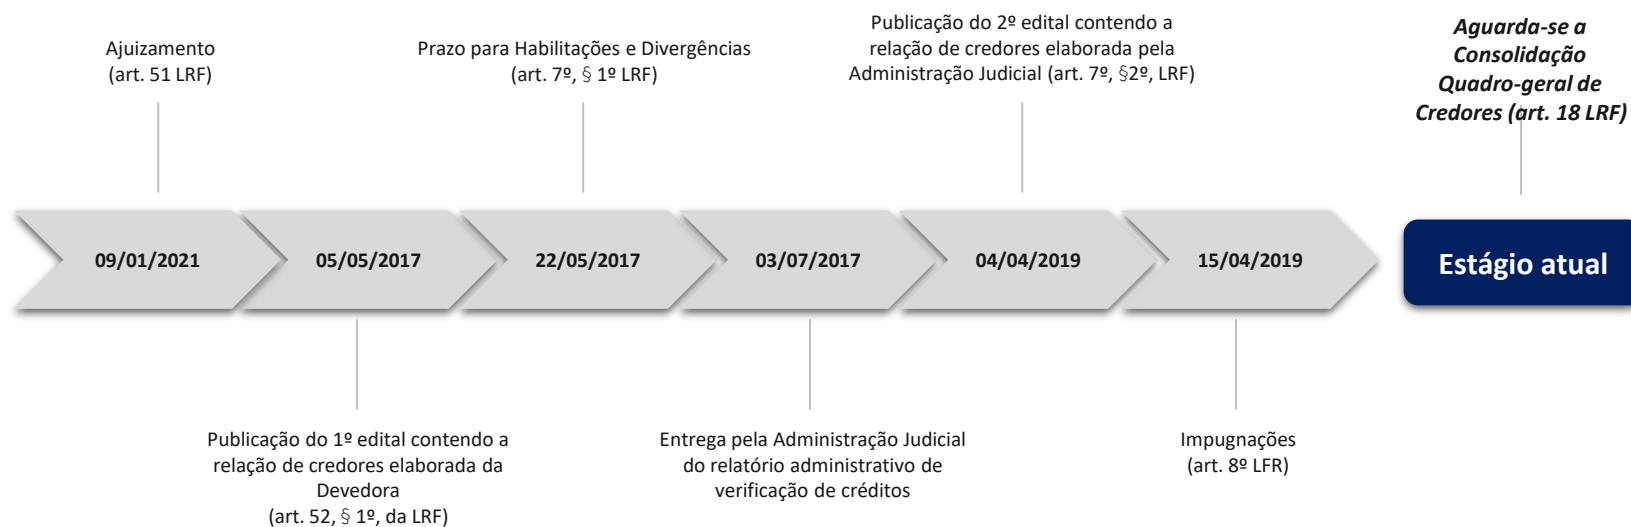 Ajuizamento
(art. 51 LRF)
Prazo para Habilitações e Divergências
(art. 7º, § 1º LRF)
Publicação do 2º edital contendo a
relação de credores elaborada pela
Administração Judicial (art. 7º, §2º, LRF)
Aguarda-se a
Consolidação
Quadro-geral de
Credores (art. 18 LRF)
09/01/2021
05/05/2017
22/05/2017
03/07/2017
04/04/2019
15/04/2019
Estágio atual
Publicação do 1º edital contendo a
relação de credores elaborada da
Devedora
(art. 52, § 1º, da LRF)
Entrega pela Administração Judicial
do relatório administrativo de
verificação de créditos
Impugnações
(art. 8º LFR)